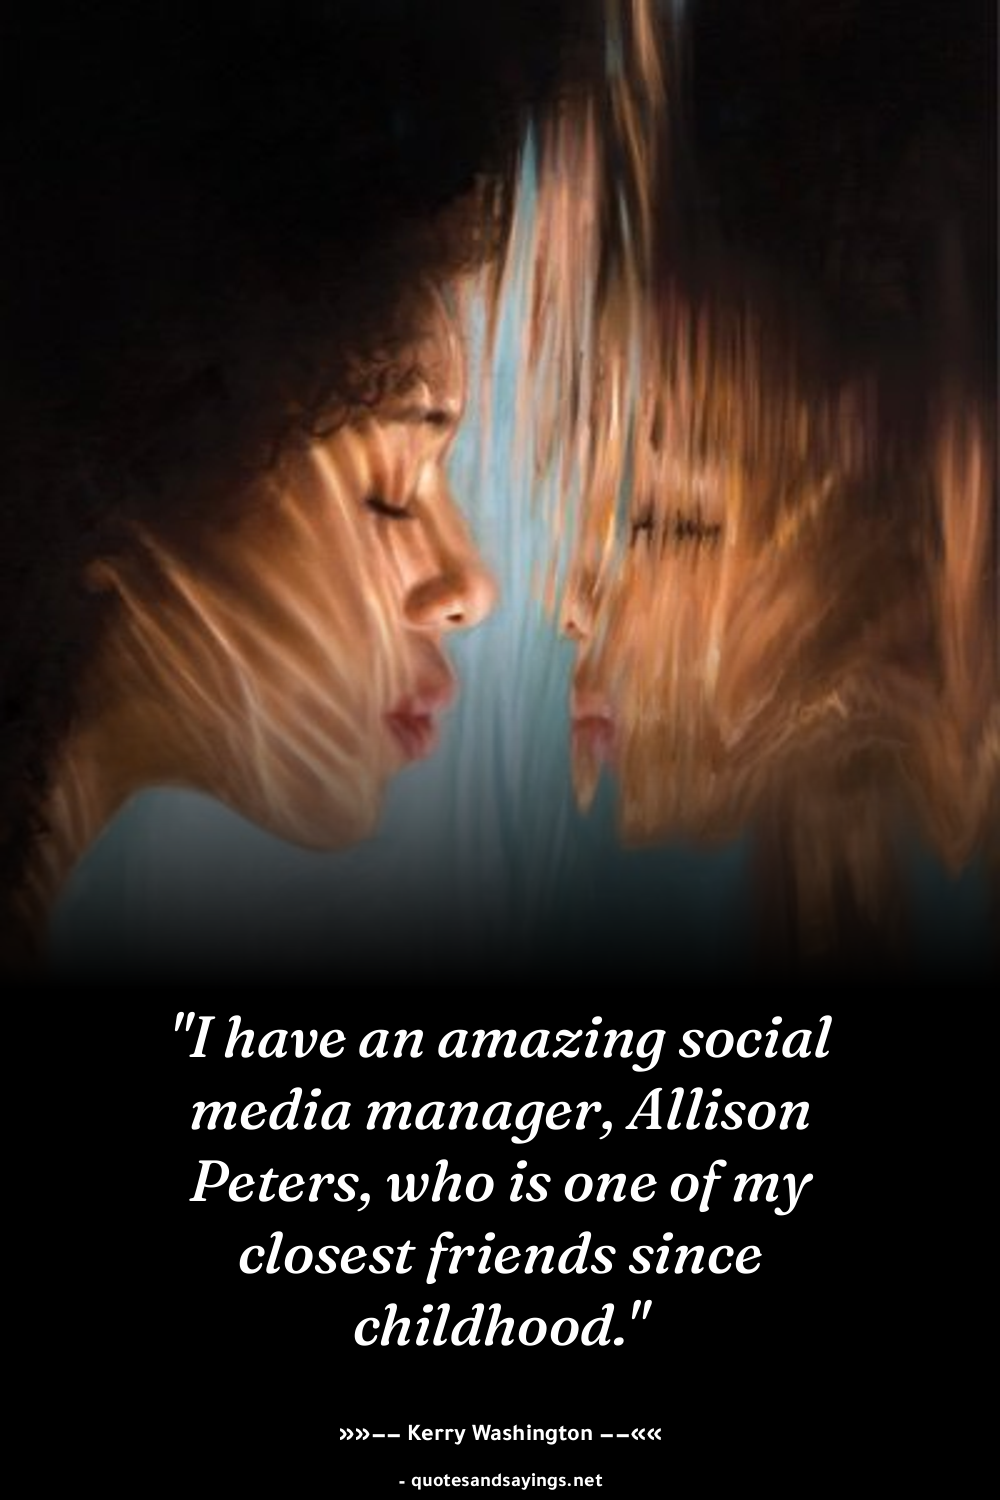 "I have an amazing social
media manager, Allison
Peters, who is one of my
closest friends since
childhood."
»»−− Kerry Washington −−««
- quotesandsayings.net